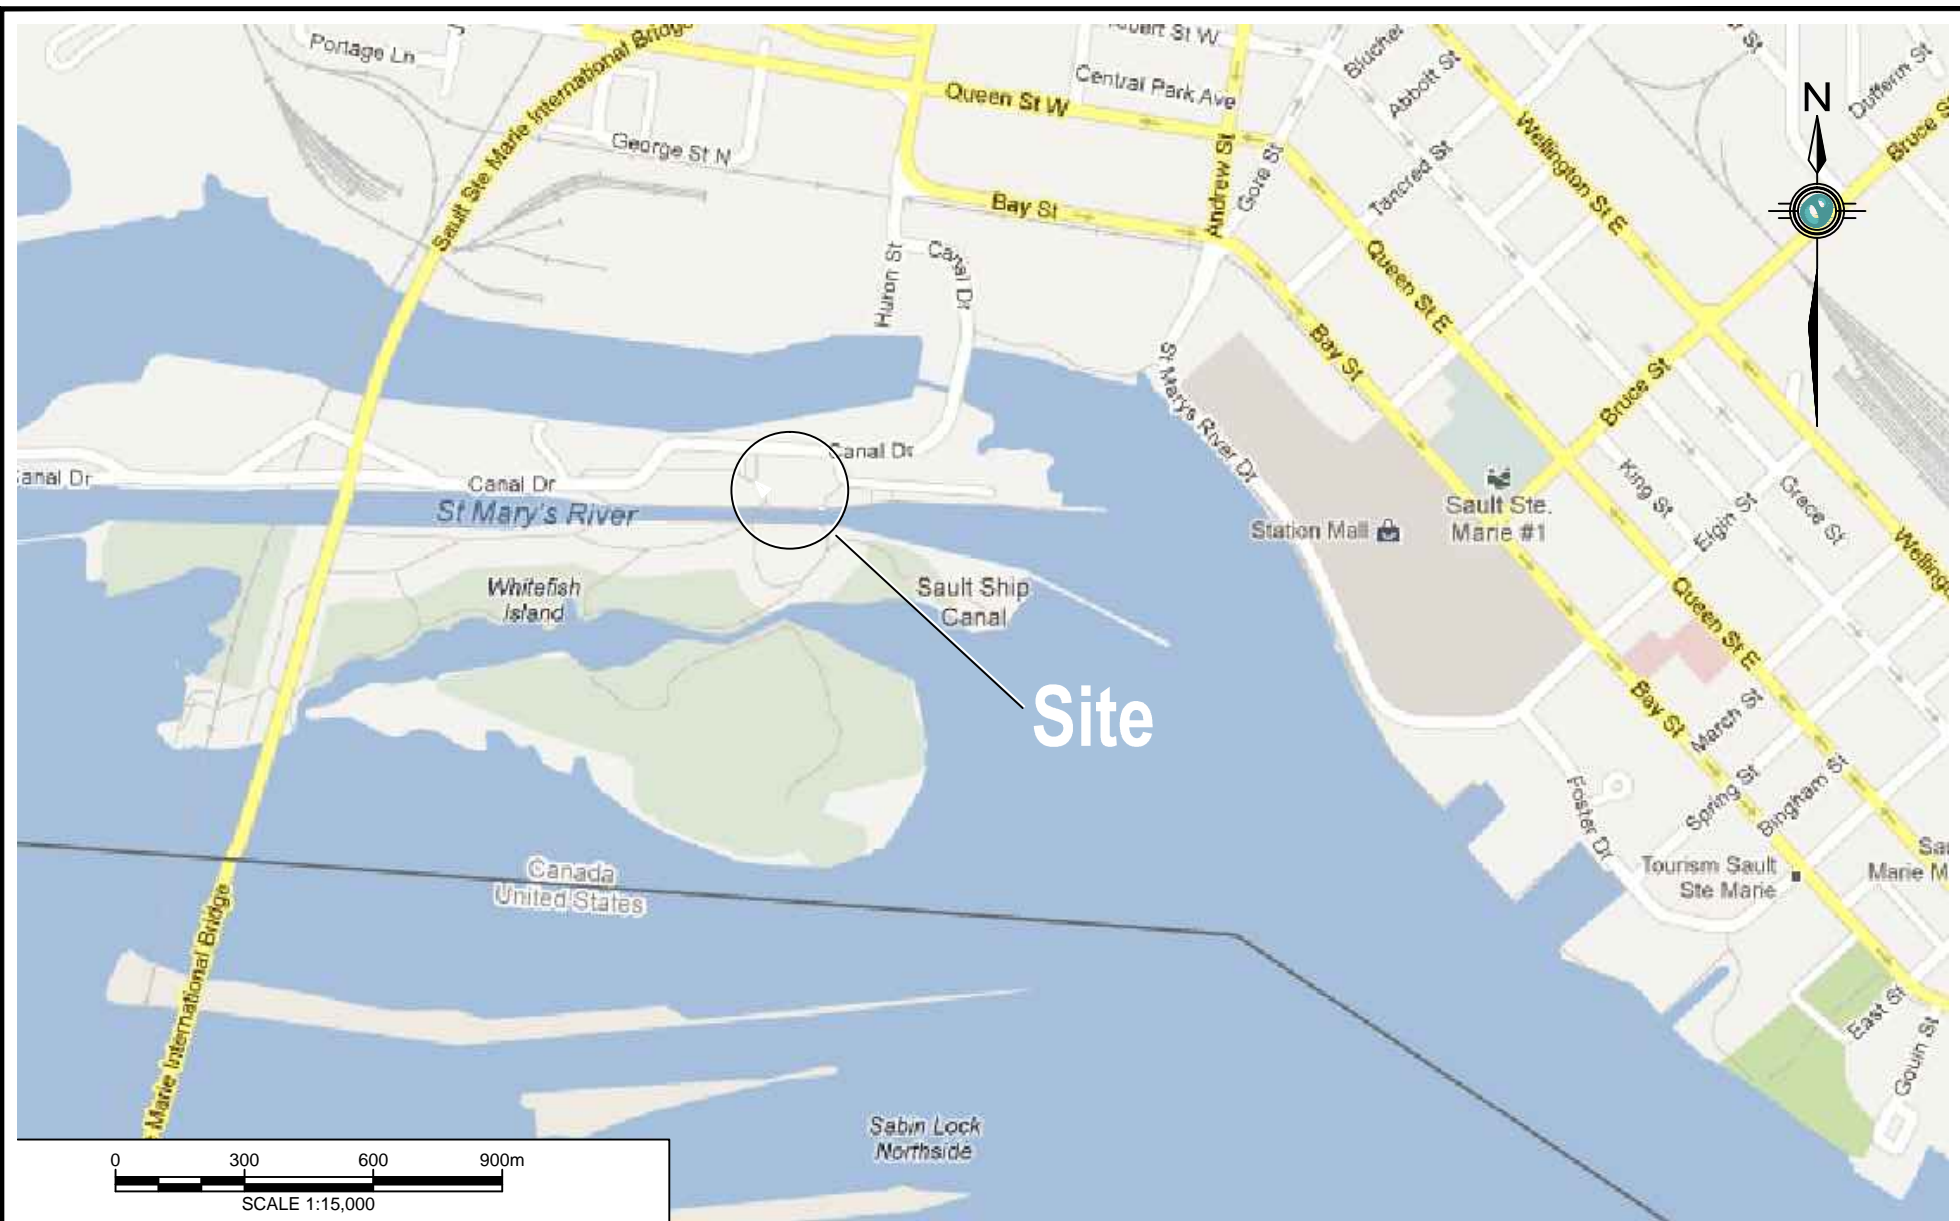 Portage Ln
Sault Ste Marie International Bridge
George St N
Queen St W
Central Park Ave
Andrew St
Gore St
Bay St
Huron St
Canal Dr
Abbott St
Tancred St
Wellington St E
Dufferin St
N
Bruce St
Queen St E
Bay St
Bruce St
St Marys River Dr
Canal Dr
Canal Dr
Canal Dr
St Mary's River
King St
Grace St
Elgin St
Station Mall
Sault Ste.
Marie #1
Whitefish
Island
Sault Ship
Canal
Site
Queen St E
Bay St
March St
Spring St
Bingham St
Foster Dr
Tourism Sault
Ste Marie
Canada
United States
Marie International Bridge
East St
Gouin St
Sabin Lock
Northside
0 300 600 900m
SCALE 1:15,000